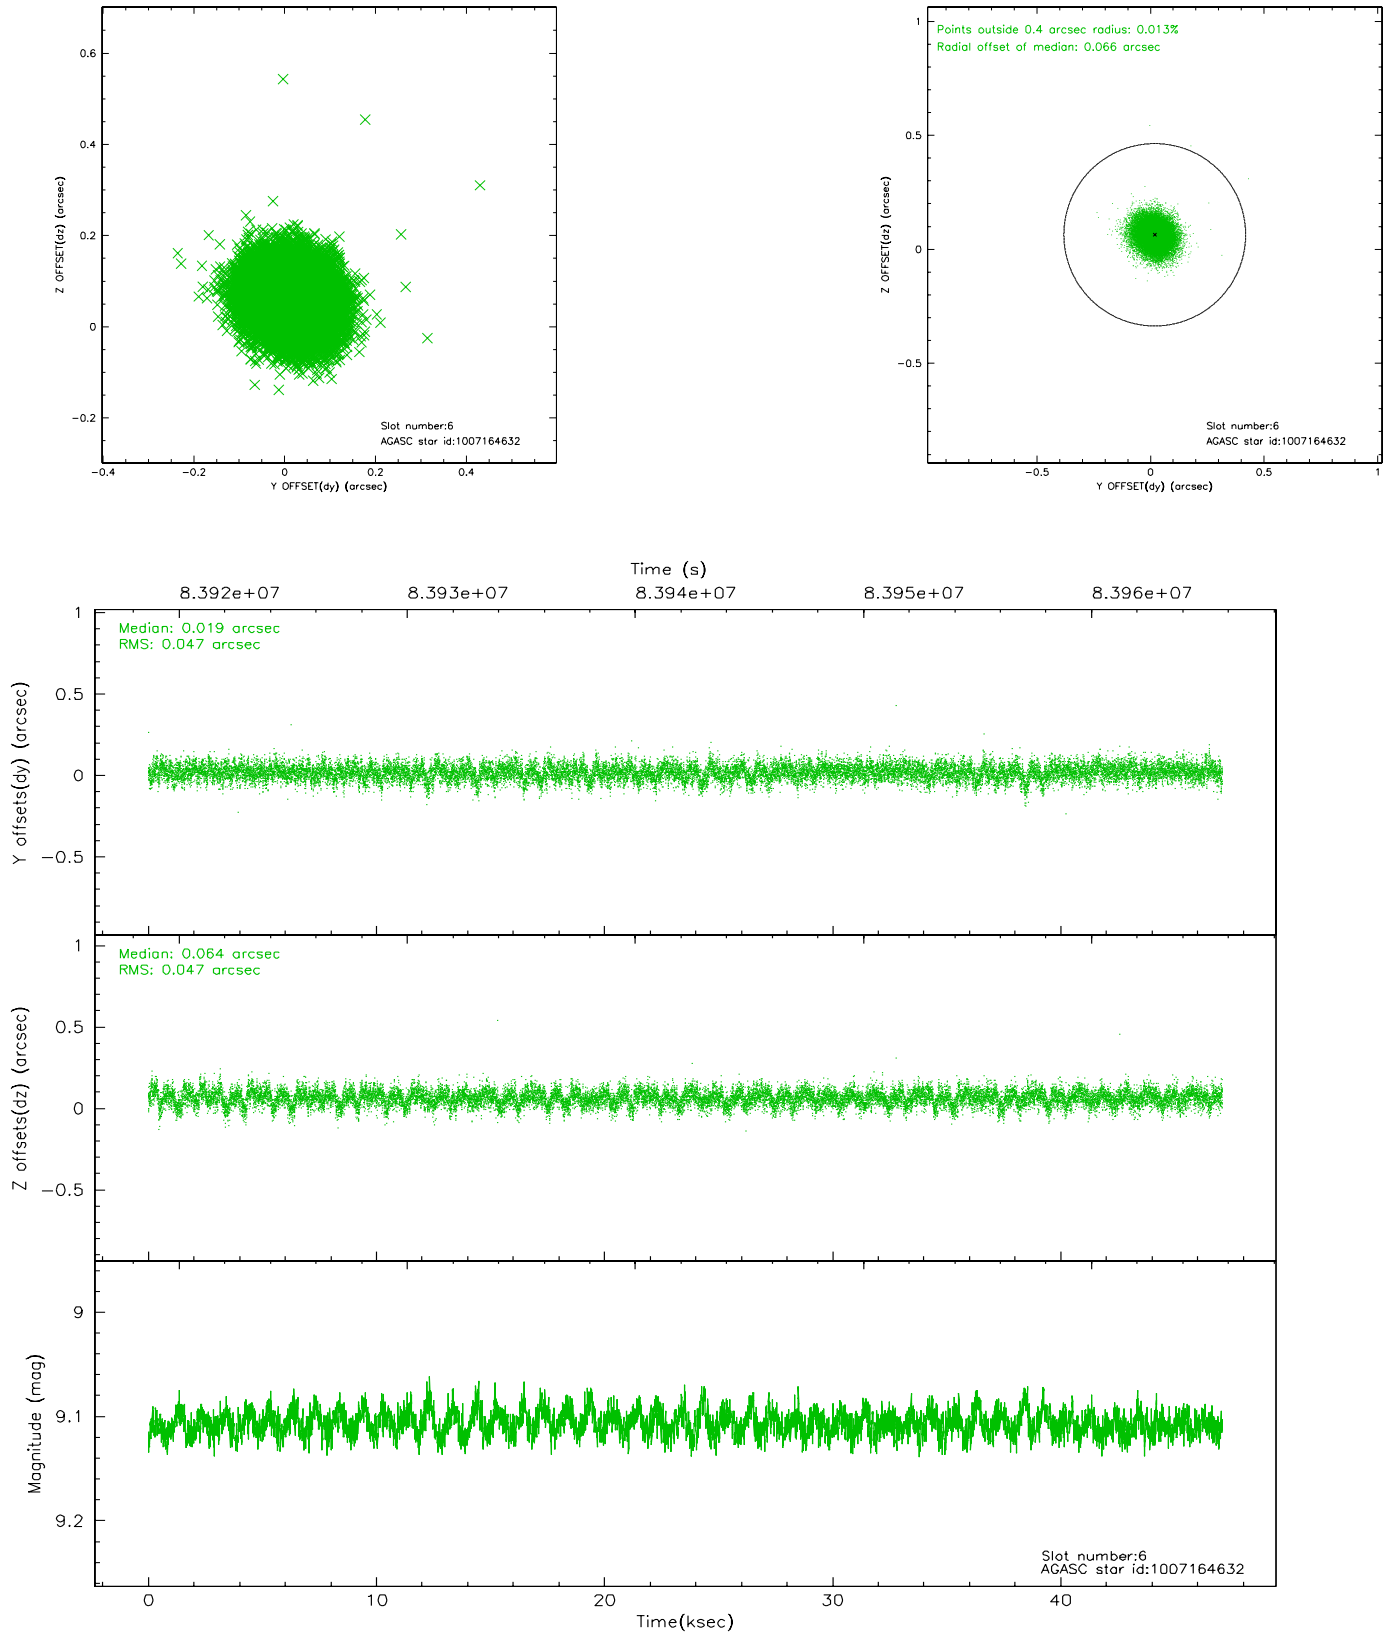 0.6
0.4
0.2
0
−0.2
−0.4
−0.2
0
0.2
0.4
Z OFFSET(dz) (arcsec)
Y OFFSET(dy) (arcsec)
Slot number:6
AGASC star id:1007164632
Points outside 0.4 arcsec radius: 0.013%
Radial offset of median: 0.066 arcsec
1
0.5
0
−0.5
−0.5
0
0.5
1
Z OFFSET(dz) (arcsec)
Y OFFSET(dy) (arcsec)
Slot number:6
AGASC star id:1007164632
Time (s)
8.392e+07
8.393e+07
8.394e+07
8.395e+07
8.396e+07
Median: 0.019 arcsec
RMS: 0.047 arcsec
1
0.5
0
−0.5
Y offsets(dy) (arcsec)
Median: 0.064 arcsec
RMS: 0.047 arcsec
1
0.5
0
−0.5
Z offsets(dz) (arcsec)
9
9.1
9.2
Magnitude (mag)
Slot number:6
AGASC star id:1007164632
0
10
20
30
40
Time(ksec)